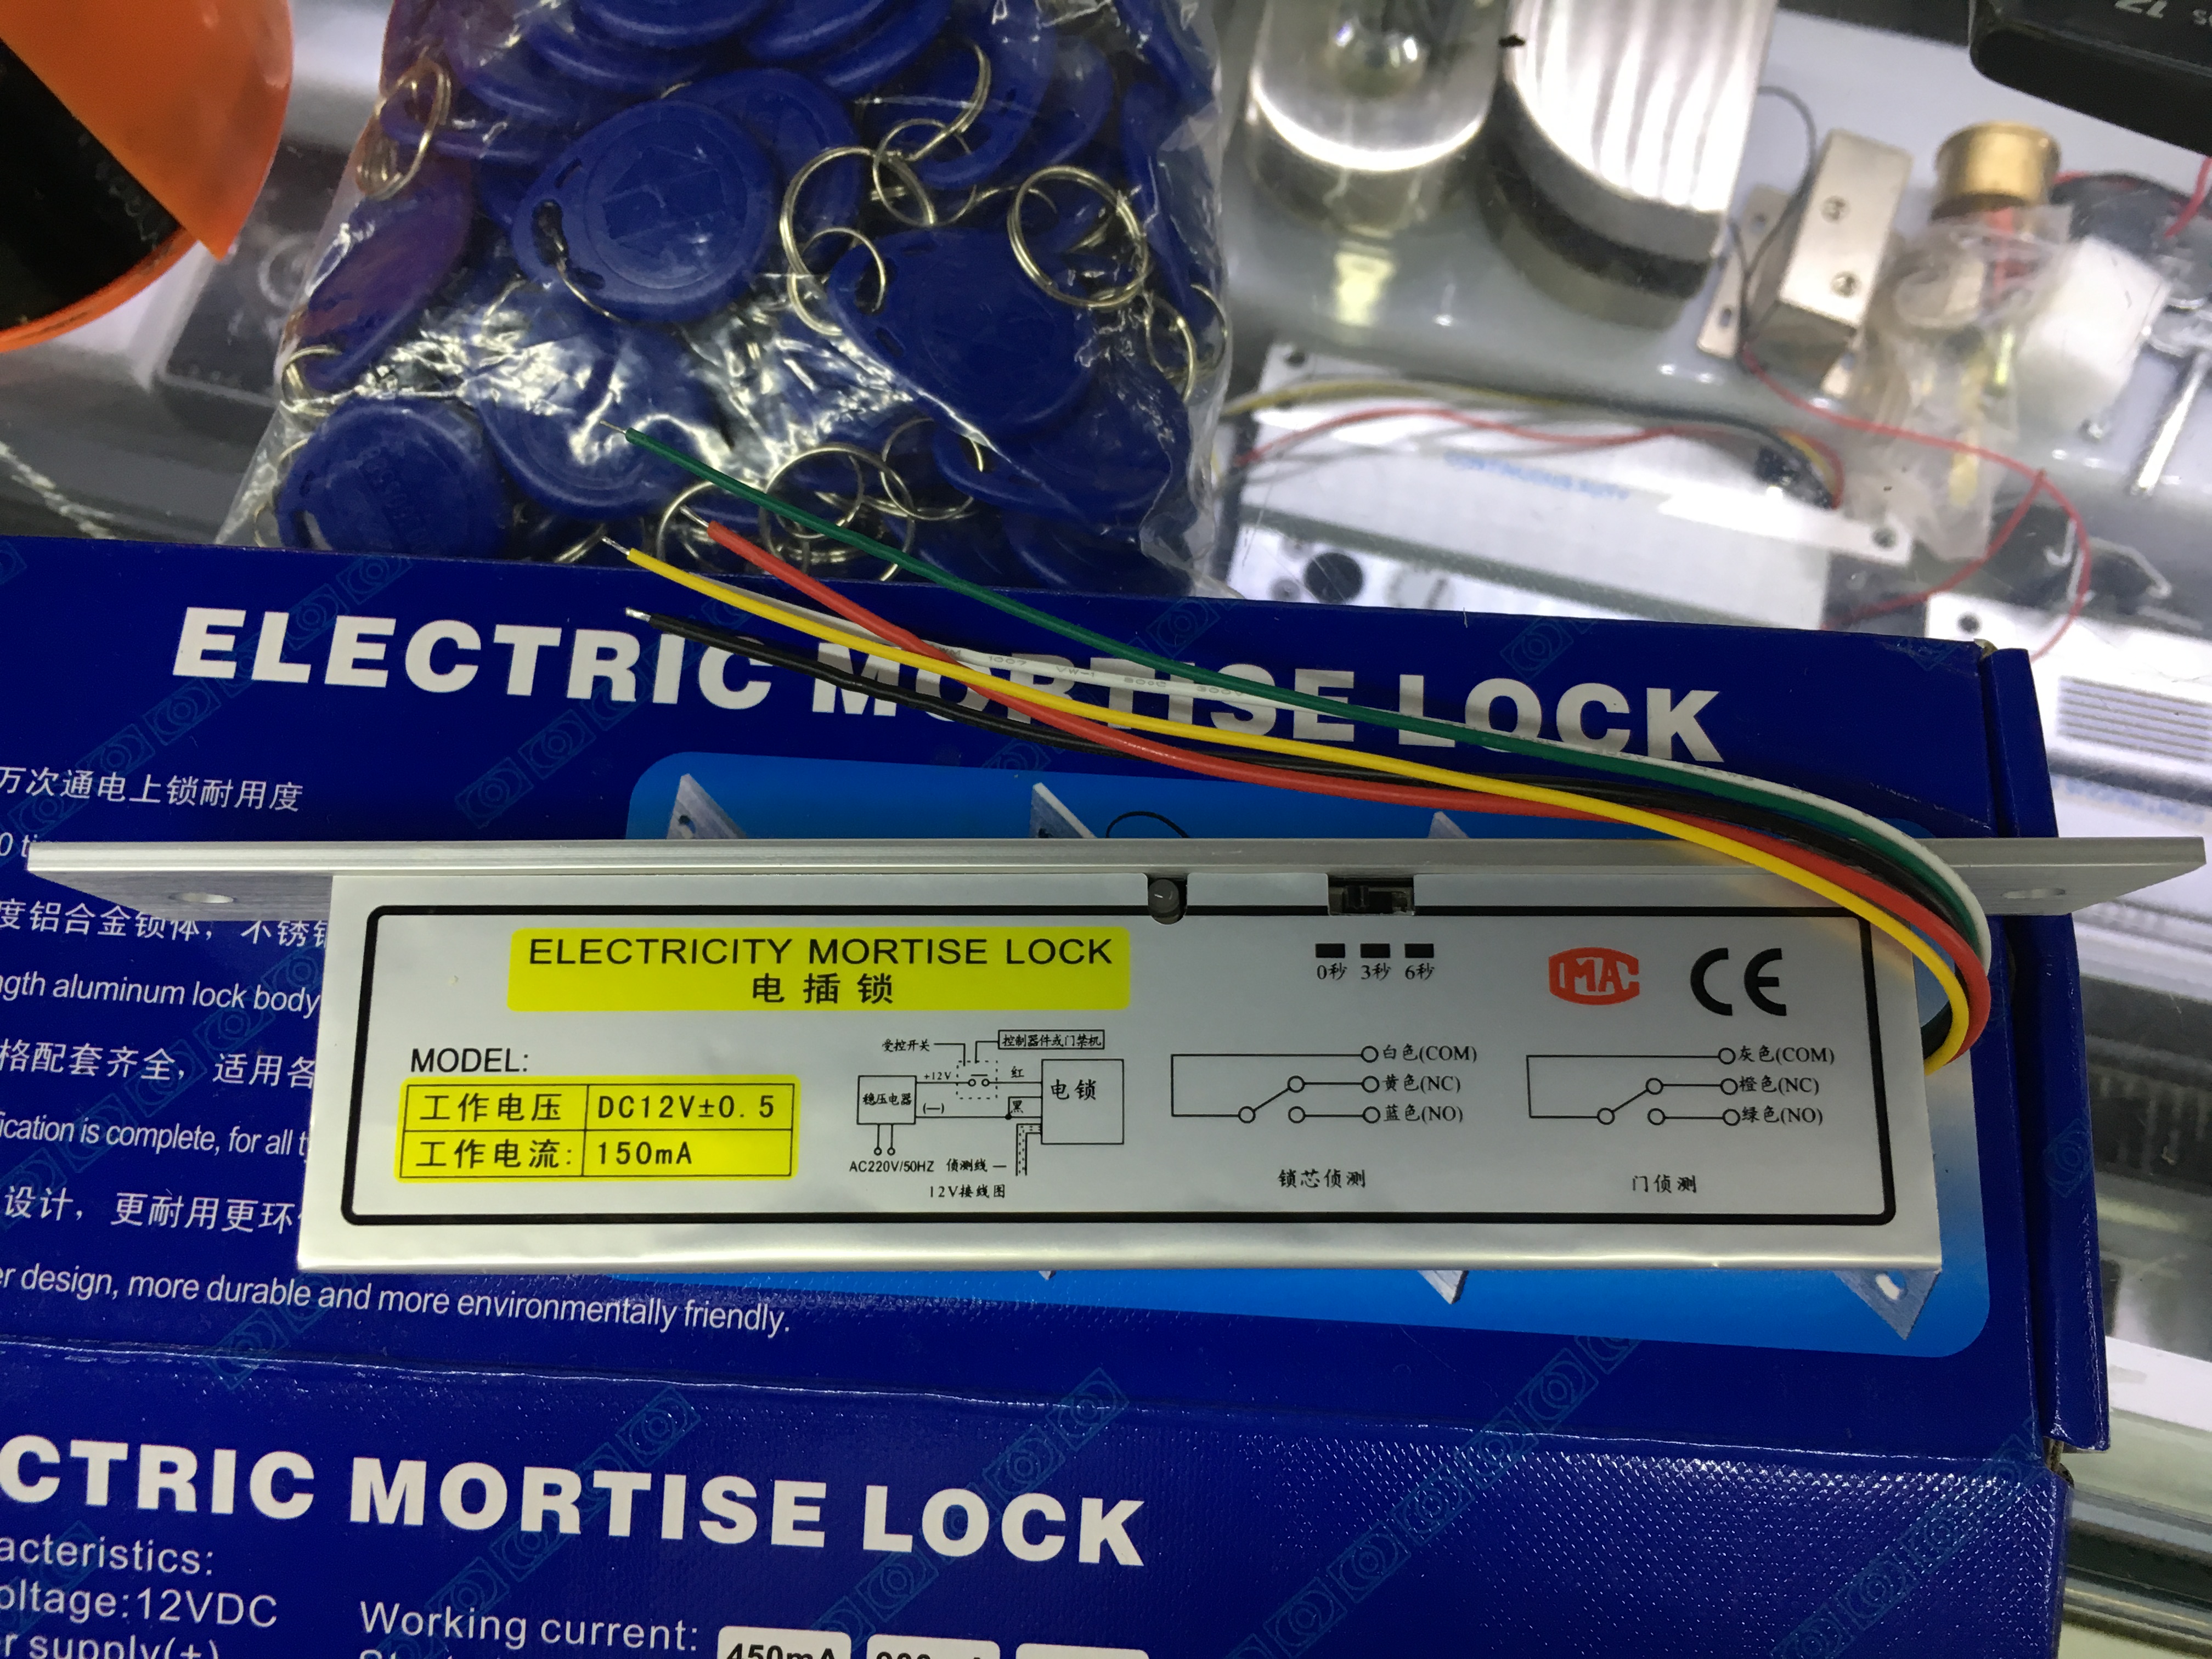 ELECTRIC MORTISE LOCK
万次通电上锁耐用度
度铝合金锁体，不锈
aluminum lock body
格配套齐全，适用各
is complete, for all
设计，更耐用更环
design, more durable and more environmentally friendly.
ELECTRICITY MORTISE LOCK
电插锁
0秒 3秒 6秒
CE
MODEL:
工作电压 DC12V±0.5
工作电流: 150mA
受控开关
控制器件或门禁机
+12V
红
稳压电器
(—)
黑
电锁
AC220V/50HZ
侦测线
12V接线图
白色(COM)
黄色(NC)
蓝色(NO)
锁芯侦测
灰色(COM)
橙色(NC)
绿色(NO)
门侦测
CTRIC MORTISE LOCK
acteristics:
oltage:12VDC
Working current:
supply(+)
450mA